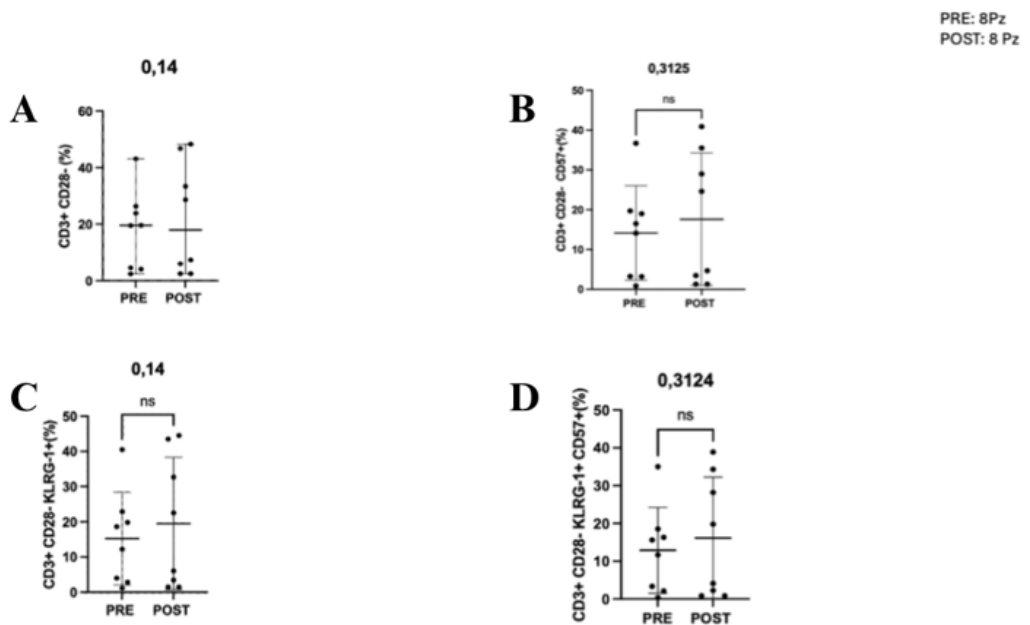 PRE: 8Pz
POST: 8 Pz
A
0,14
CD3+ CD28- (%)
60
40
20
0
PRE POST
B
0,3125
ns
CD3+ CD28- CD57+(%)
50
40
30
20
10
0
PRE POST
C
0,14
ns
CD3+ CD28- KLRG-1+(%)
50
40
30
20
10
0
PRE POST
D
0,3124
ns
CD3+ CD28- KLRG-1+ CD57+(%)
50
40
30
20
10
0
PRE POST